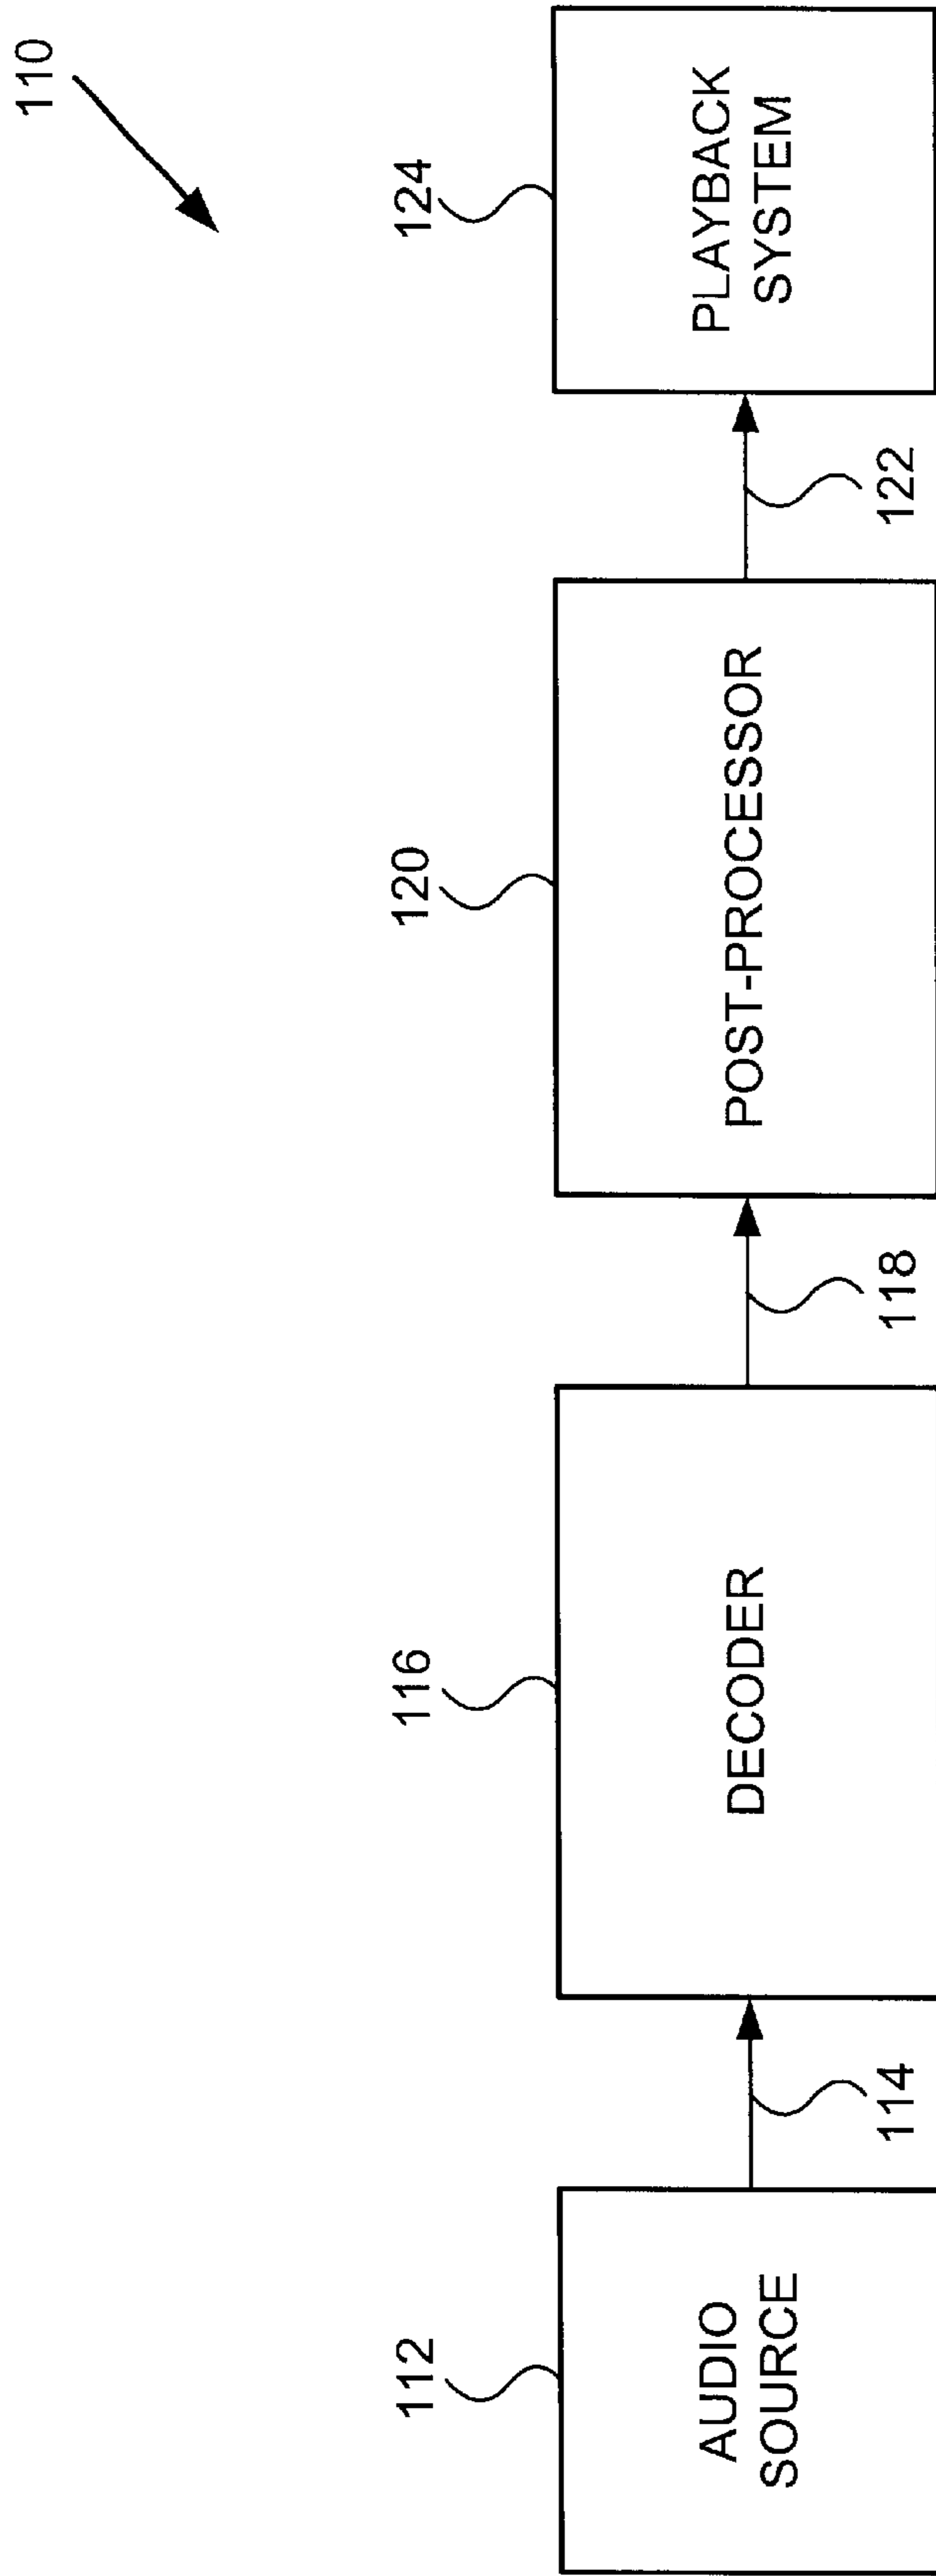 110
112
116
120
124
AUDIO
SOURCE
DECODER
POST-PROCESSOR
PLAYBACK
SYSTEM
114
118
122